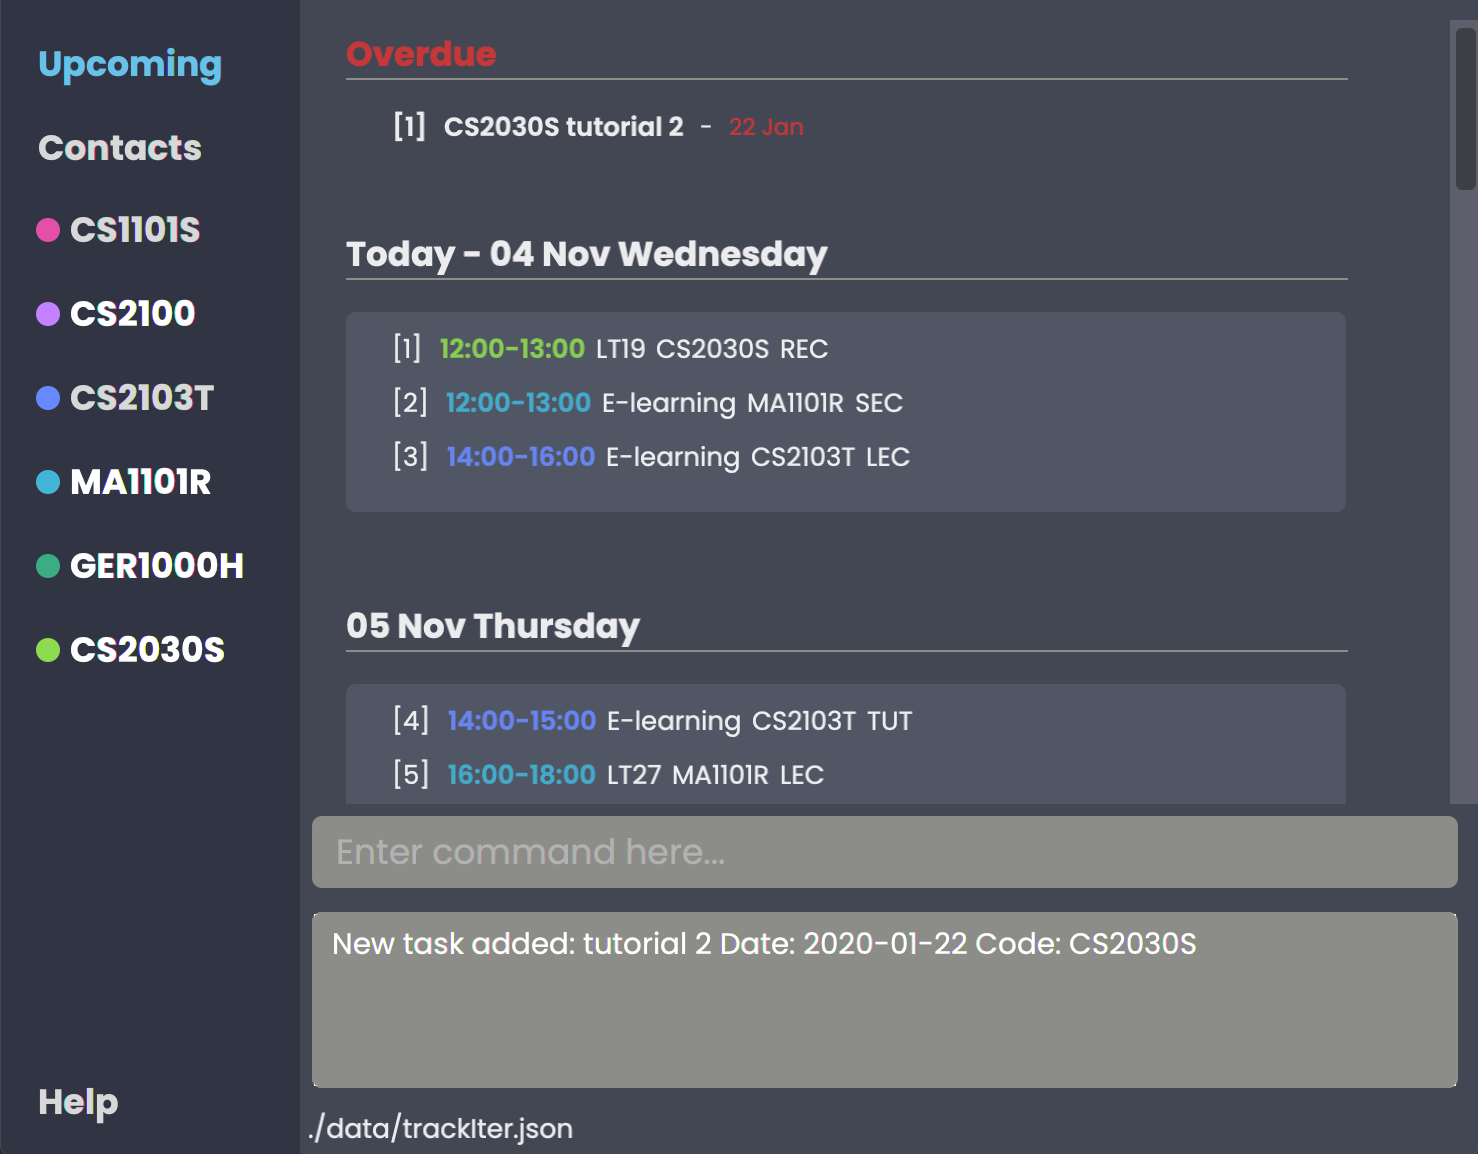 Upcoming
Contacts
CS1101S
CS2100
CS2103T
MA1101R
GER1000H
CS2030S
Help
Overdue
[1] CS2030S tutorial 2 - 22 Jan
Today - 04 Nov Wednesday
[1] 12:00-13:00 LT19 CS2030S REC
[2] 12:00-13:00 E-learning MA1101R SEC
[3] 14:00-16:00 E-learning CS2103T LEC
05 Nov Thursday
[4] 14:00-15:00 E-learning CS2103T TUT
[5] 16:00-18:00 LT27 MA1101R LEC
Enter command here...
New task added: tutorial 2 Date: 2020-01-22 Code: CS2030S
./data/trackIter.json